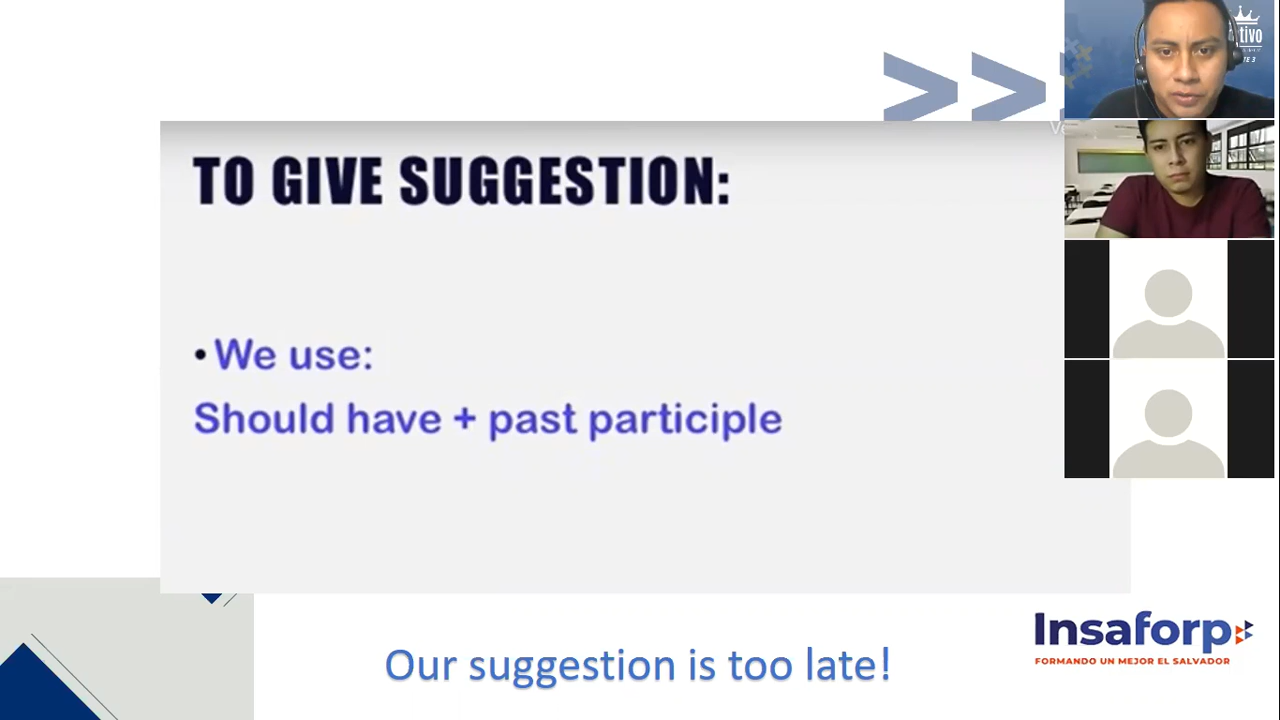 TO GIVE SUGGESTION:
• We use:
Should have + past participle
Our suggestion is too late!
Insaforp
FORMANDO UN MEJOR EL SALVADOR